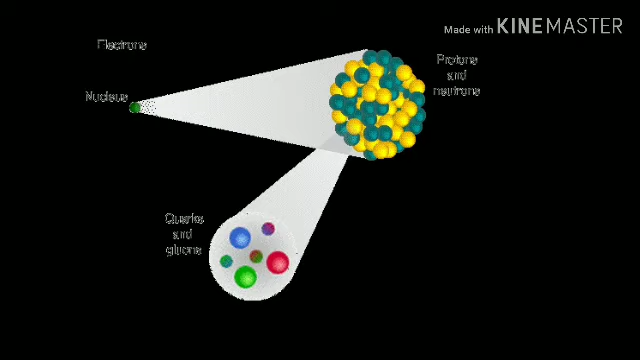 Made with KINEMASTER
Electrons
Protons
and
neutrons
Nucleus
Quarks
and
gluons